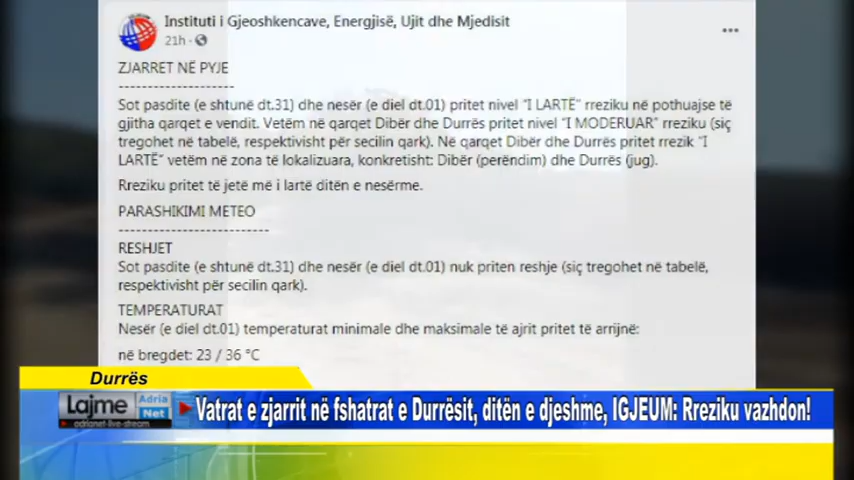 Instituti i Gjeoshkencave, Energjisë, Ujit dhe Mjedisit
21h
ZJARRET NË PYJE
--------------------
Sot pasdite (e shtunë dt.31) dhe nesër (e diel dt.01) pritet nivel "I LARTË" rreziku në pothuajse të
gjitha qarqet e vendit. Vetëm në qarqet Dibër dhe Durrës pritet nivel "I MODERUAR" rreziku (siç
tregohet në tabelë, respektivisht për secilin qark). Në qarqet Dibër dhe Durrës pritet rrezik "I
LARTË" vetëm në zona të lokalizuara, konkretisht: Dibër (perëndim) dhe Durrës (jug).
Rreziku pritet të jetë më i lartë ditën e nesërme.
PARASHIKIMI METEO
--------------------------
RESHJET
Sot pasdite (e shtunë dt.31) dhe nesër (e diel dt.01) nuk priten reshje (siç tregohet në tabelë,
respektivisht për secilin qark).
TEMPERATURAT
Nesër (e diel dt.01) temperaturat minimale dhe maksimale të ajrit pritet të arrijnë:
në bregdet: 23 / 36 °C
Durrës
Lajme Adria Net
adrianet-live-stream
Vatrat e zjarrit në fshatrat e Durrësit, ditën e djeshme, IGJEUM: Rreziku vazhdon!